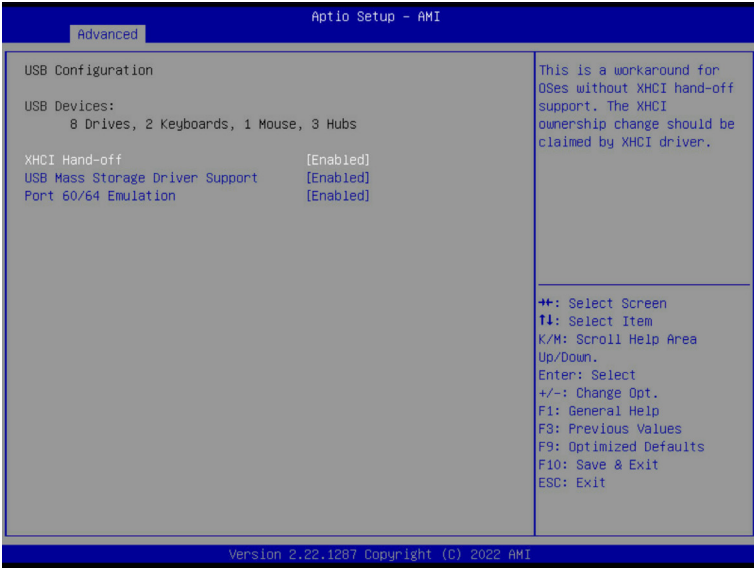 Aptio Setup – AMI
Advanced
USB Configuration
USB Devices:
8 Drives, 2 Keyboards, 1 Mouse, 3 Hubs
XHCI Hand-off [Enabled]
USB Mass Storage Driver Support [Enabled]
Port 60/64 Emulation [Enabled]
This is a workaround for
OSes without XHCI hand-off
support. The XHCI
ownership change should be
claimed by XHCI driver.
→←: Select Screen
↑↓: Select Item
K/M: Scroll Help Area
Up/Down.
Enter: Select
+/-: Change Opt.
F1: General Help
F3: Previous Values
F9: Optimized Defaults
F10: Save & Exit
ESC: Exit
Version 2.22.1287 Copyright (C) 2022 AMI